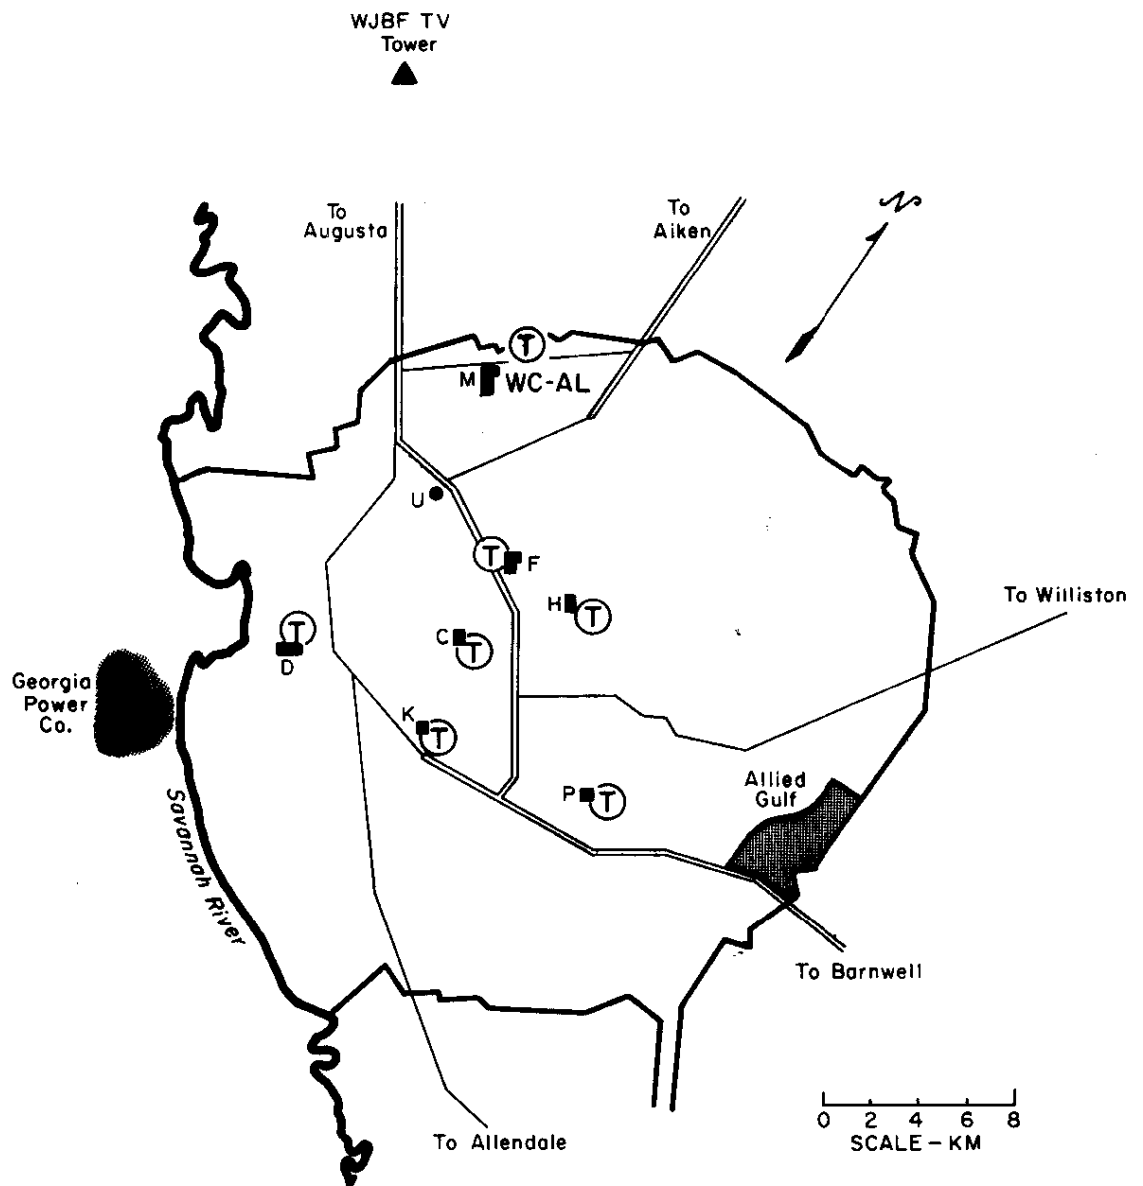 WJBF TV
Tower
N
To
Augusta
To
Aiken
T
M
WC-AL
U
T
F
H
T
To Williston
T
D
C
T
Georgia
Power
Co.
K
T
Allied
Gulf
P
T
Savannah River
To Barnwell
To Allendale
0 2 4 6 8
SCALE – KM